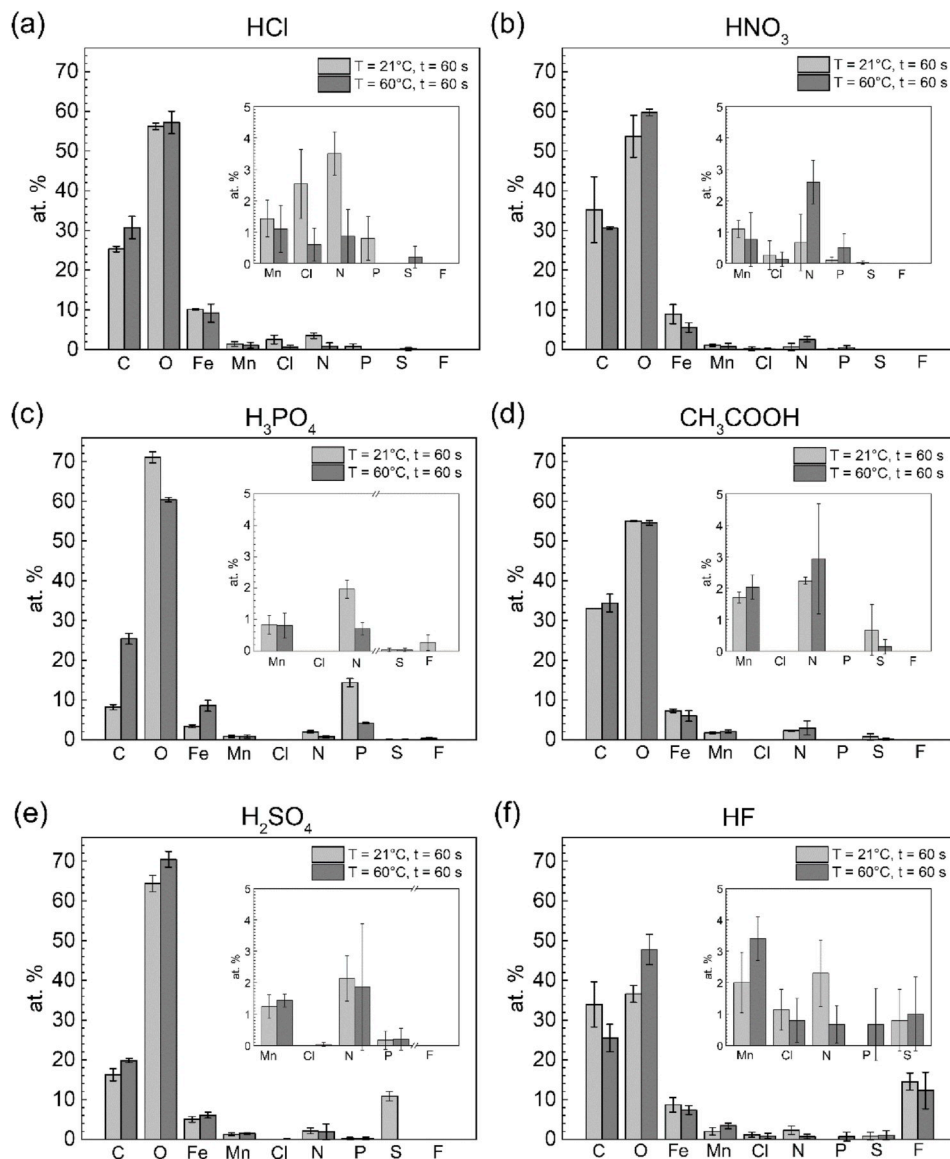 (a) HCl
T = 21°C, t = 60 s
T = 60°C, t = 60 s
at. %
70
60
50
40
30
20
10
0
C O Fe Mn Cl N P S F
at. %
5
4
3
2
1
0
Mn Cl N P S F
(b) HNO₃
T = 21°C, t = 60 s
T = 60°C, t = 60 s
at. %
70
60
50
40
30
20
10
0
C O Fe Mn Cl N P S F
at. %
5
4
3
2
1
0
Mn Cl N P S F
(c) H₃PO₄
T = 21°C, t = 60 s
T = 60°C, t = 60 s
at. %
70
60
50
40
30
20
10
0
C O Fe Mn Cl N P S F
at. %
5
4
3
2
1
0
Mn Cl N S F
(d) CH₃COOH
T = 21°C, t = 60 s
T = 60°C, t = 60 s
at. %
70
60
50
40
30
20
10
0
C O Fe Mn Cl N P S F
at. %
5
4
3
2
1
0
Mn Cl N P S F
(e) H₂SO₄
T = 21°C, t = 60 s
T = 60°C, t = 60 s
at. %
70
60
50
40
30
20
10
0
C O Fe Mn Cl N P S F
at. %
5
4
3
2
1
0
Mn Cl N P F
(f) HF
T = 21°C, t = 60 s
T = 60°C, t = 60 s
at. %
70
60
50
40
30
20
10
0
C O Fe Mn Cl N P S F
at. %
5
4
3
2
1
0
Mn Cl N P S